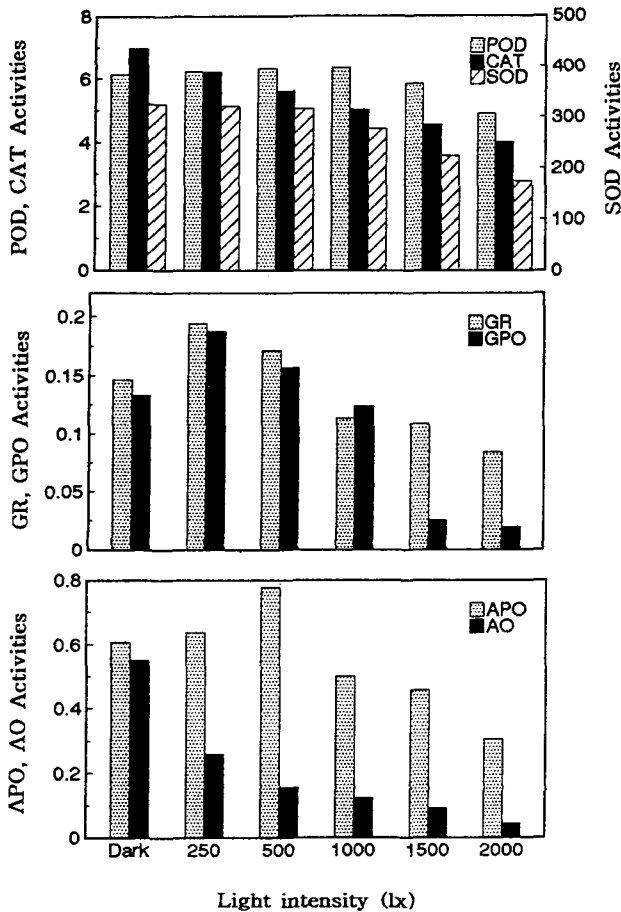 POD, CAT Activities
8
6
4
2
0
POD
CAT
SOD
500
400
300
200
100
0
SOD Activities
GR, GPO Activities
0.2
0.15
0.1
0.05
0
GR
GPO
APO, AO Activities
0.8
0.6
0.4
0.2
0
APO
AO
Dark 250 500 1000 1500 2000
Light intensity (lx)